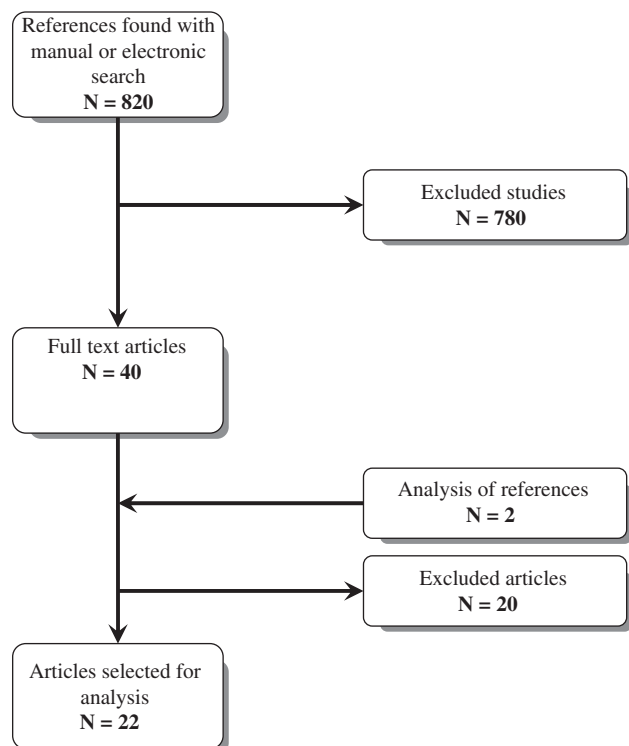 References found with
manual or electronic
search
N = 820
Excluded studies
N = 780
Full text articles
N = 40
Analysis of references
N = 2
Excluded articles
N = 20
Articles selected for
analysis
N = 22